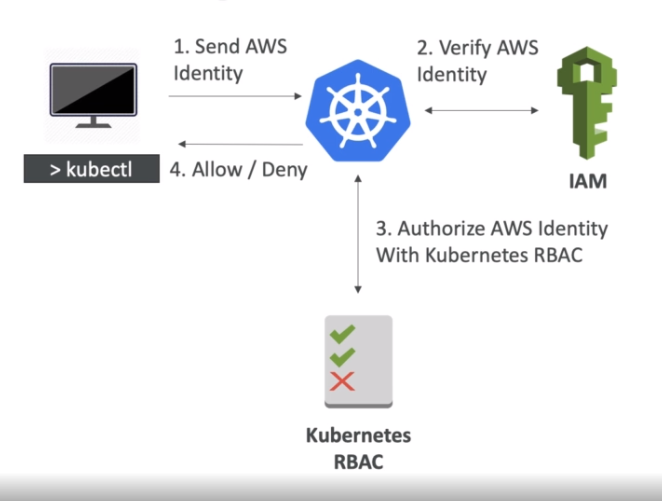 1. Send AWS
Identity
2. Verify AWS
Identity
> kubectl
4. Allow / Deny
IAM
3. Authorize AWS Identity
With Kubernetes RBAC
Kubernetes
RBAC